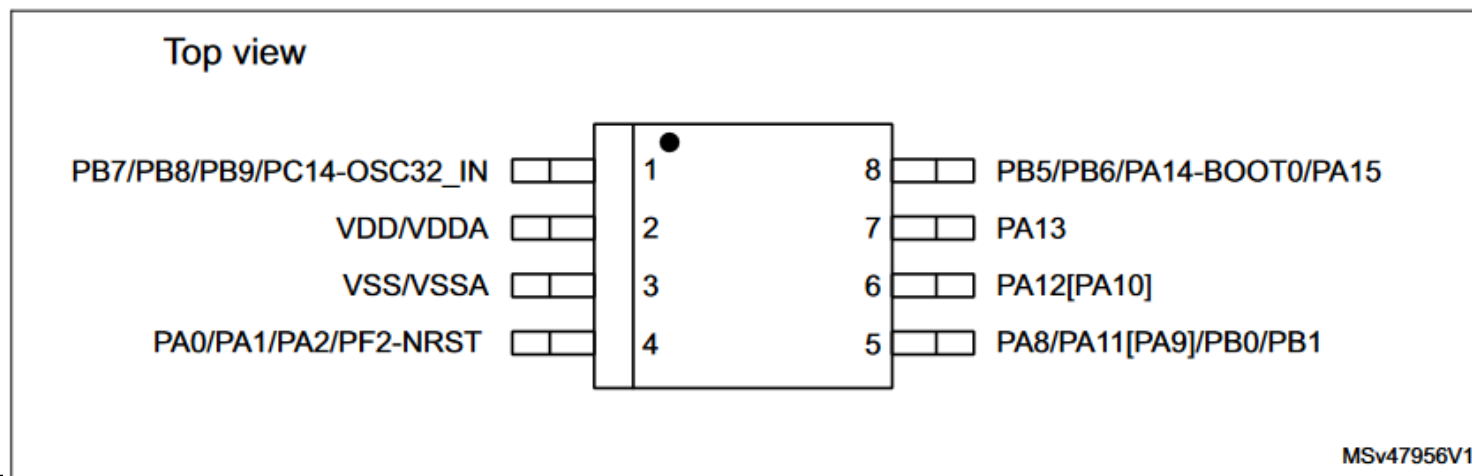 Top view
PB7/PB8/PB9/PC14-OSC32_IN 1 8 PB5/PB6/PA14-BOOT0/PA15
VDD/VDDA 2 7 PA13
VSS/VSSA 3 6 PA12[PA10]
PA0/PA1/PA2/PF2-NRST 4 5 PA8/PA11[PA9]/PB0/PB1
MSv47956V1